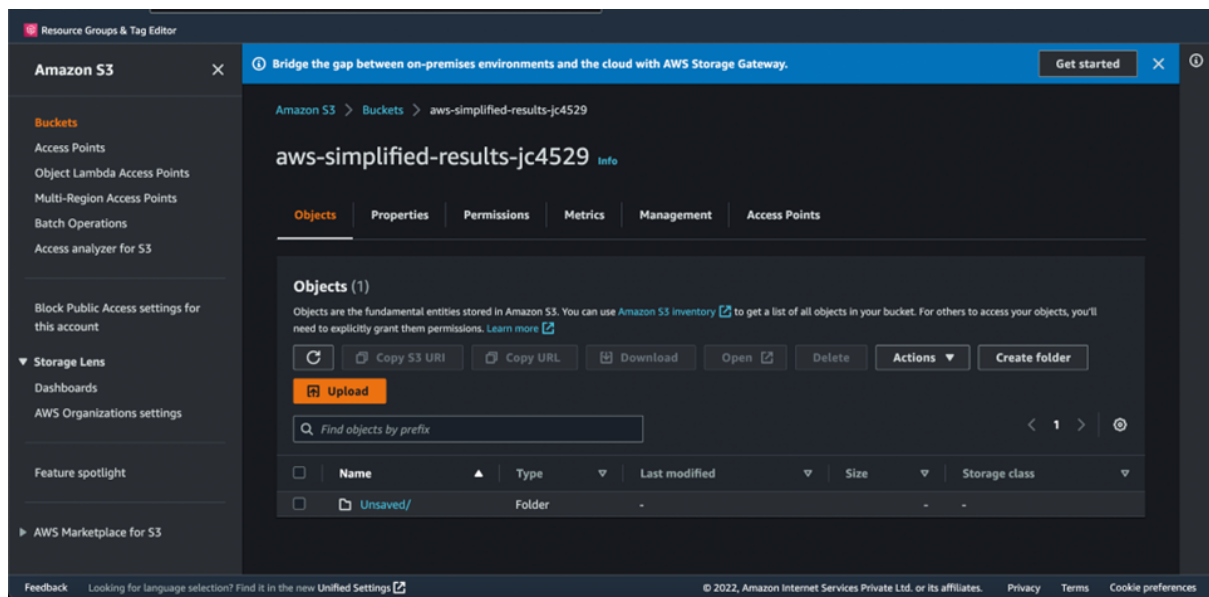 Resource Groups & Tag Editor
Amazon S3
Buckets
Access Points
Object Lambda Access Points
Multi-Region Access Points
Batch Operations
Access analyzer for S3
Block Public Access settings for
this account
Storage Lens
Dashboards
AWS Organizations settings
Feature spotlight
AWS Marketplace for S3
Bridge the gap between on-premises environments and the cloud with AWS Storage Gateway. Get started
Amazon S3 > Buckets > aws-simplified-results-jc4529
aws-simplified-results-jc4529 Info
Objects Properties Permissions Metrics Management Access Points
Objects (1)
Objects are the fundamental entities stored in Amazon S3. You can use Amazon S3 inventory to get a list of all objects in your bucket. For others to access your objects, you'll
need to explicitly grant them permissions. Learn more
Copy S3 URI Copy URL Download Open Delete Actions Create folder
Upload
Find objects by prefix
< 1 >
Name Type Last modified Size Storage class
Unsaved/ Folder - - -
Feedback Looking for language selection? Find it in the new Unified Settings © 2022, Amazon Internet Services Private Ltd. or its affiliates. Privacy Terms Cookie preferences